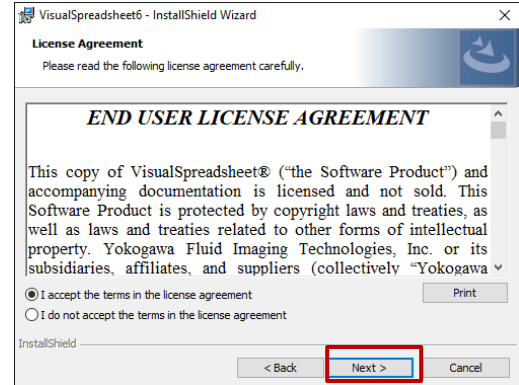 VisualSpreadsheet6 - InstallShield Wizard
License Agreement
Please read the following license agreement carefully.
END USER LICENSE AGREEMENT
This copy of VisualSpreadsheet® (“the Software Product”) and
accompanying documentation is licensed and not sold. This
Software Product is protected by copyright laws and treaties, as
well as laws and treaties related to other forms of intellectual
property. Yokogawa Fluid Imaging Technologies, Inc. or its
subsidiaries, affiliates, and suppliers (collectively “Yokogawa
I accept the terms in the license agreement
Print
I do not accept the terms in the license agreement
InstallShield
< Back
Next >
Cancel